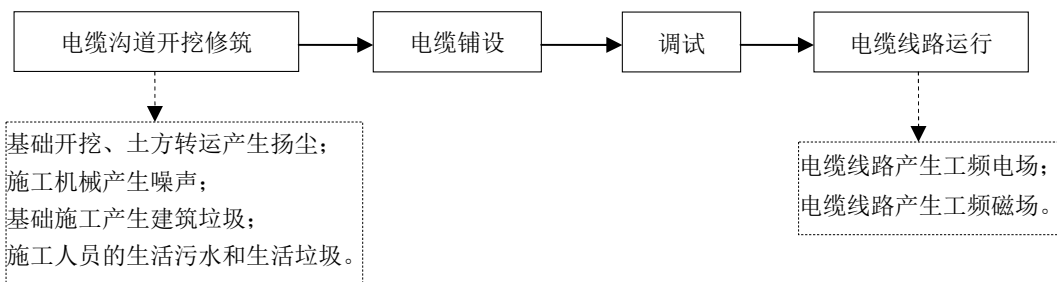 电缆沟道开挖修筑
电缆铺设
调试
电缆线路运行
基础开挖、土方转运产生扬尘；
施工机械产生噪声；
基础施工产生建筑垃圾；
施工人员的生活污水和生活垃圾。
电缆线路产生工频电场；
电缆线路产生工频磁场。